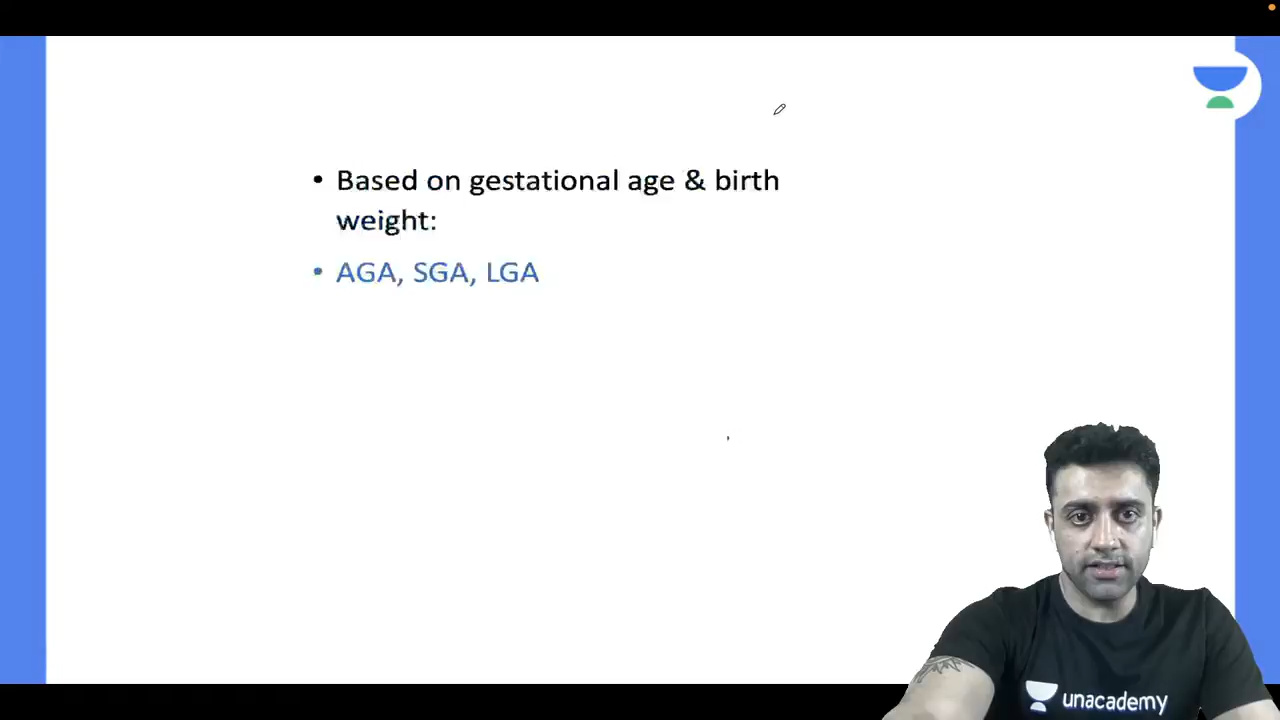 • Based on gestational age & birth
weight:
• AGA, SGA, LGA
unacademy